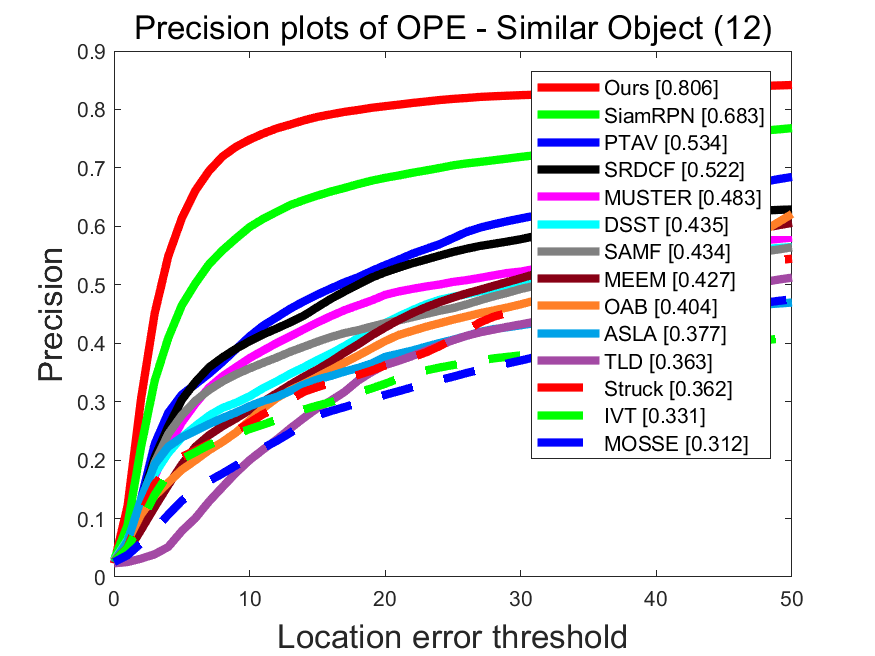 Precision plots of OPE - Similar Object (12)
0.9
0.8
0.7
0.6
0.5
0.4
0.3
0.2
0.1
0
Precision
Ours [0.806]
SiamRPN [0.683]
PTAV [0.534]
SRDCF [0.522]
MUSTER [0.483]
DSST [0.435]
SAMF [0.434]
MEEM [0.427]
OAB [0.404]
ASLA [0.377]
TLD [0.363]
Struck [0.362]
IVT [0.331]
MOSSE [0.312]
0 10 20 30 40 50
Location error threshold